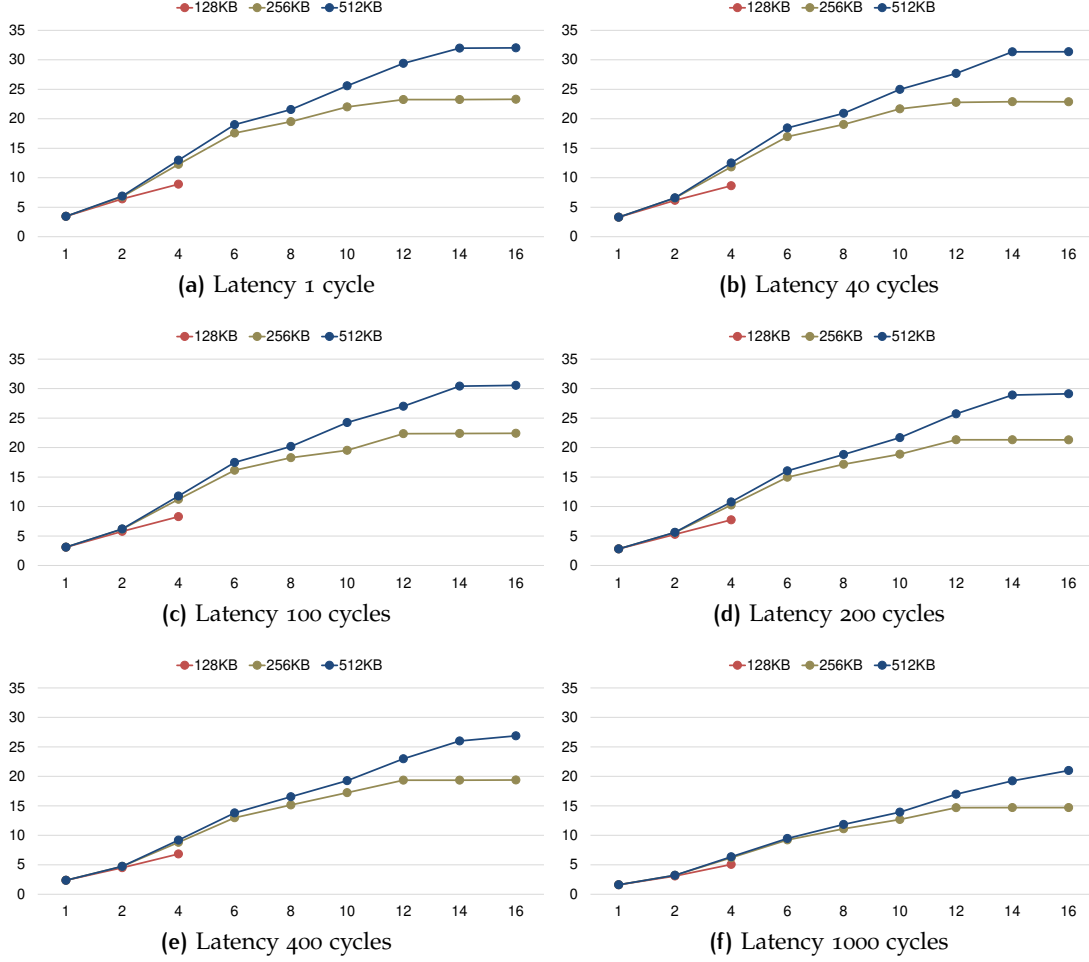 128KB 256KB 512KB
35
30
25
20
15
10
5
0
1 2 4 6 8 10 12 14 16
(a) Latency 1 cycle
128KB 256KB 512KB
35
30
25
20
15
10
5
0
1 2 4 6 8 10 12 14 16
(b) Latency 40 cycles
128KB 256KB 512KB
35
30
25
20
15
10
5
0
1 2 4 6 8 10 12 14 16
(c) Latency 100 cycles
128KB 256KB 512KB
35
30
25
20
15
10
5
0
1 2 4 6 8 10 12 14 16
(d) Latency 200 cycles
128KB 256KB 512KB
35
30
25
20
15
10
5
0
1 2 4 6 8 10 12 14 16
(e) Latency 400 cycles
128KB 256KB 512KB
35
30
25
20
15
10
5
0
1 2 4 6 8 10 12 14 16
(f) Latency 1000 cycles